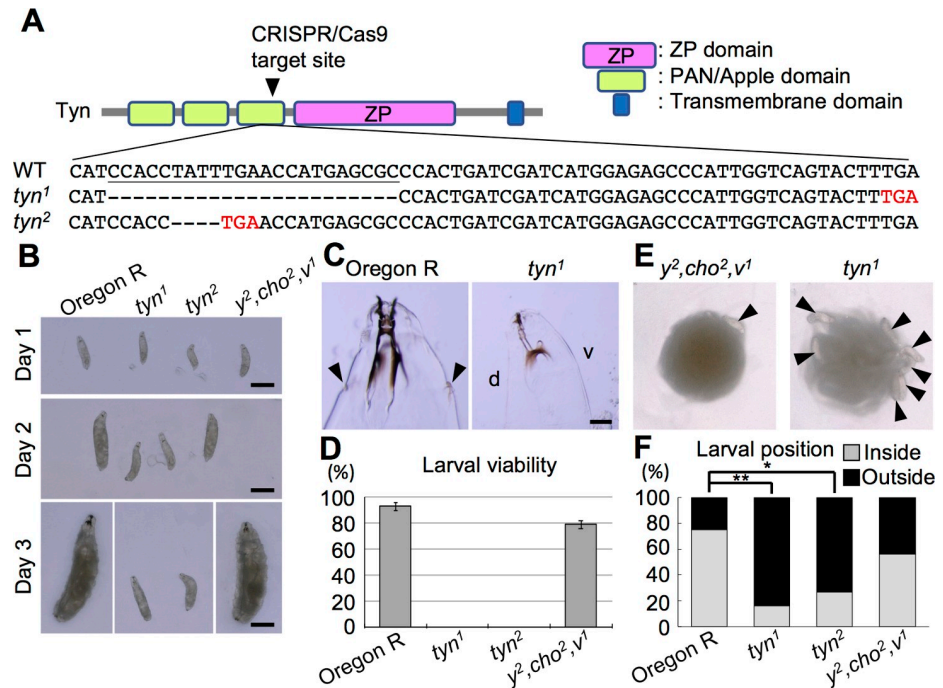 A
CRISPR/Cas9
target site
Tyn
ZP
ZP : ZP domain
: PAN/Apple domain
: Transmembrane domain
WT CATCCACCTATTTGAACCATGAGCGCCCACTGATCGATCATGGAGAGCCCATTGGTCAGTACTTTGA
tyn¹ CAT-----------------------CCACTGATCGATCATGGAGAGCCCATTGGTCAGTACTTTGA
tyn² CATCCACC----TGAACCATGAGCGCCCACTGATCGATCATGGAGAGCCCATTGGTCAGTACTTTGA
B
Oregon R tyn¹ tyn² y²,cho²,v¹
Day 1
Day 2
Day 3
C
Oregon R tyn¹
d v
D
(%) Larval viability
100
80
60
40
20
0
Oregon R tyn¹ tyn² y²,cho²,v¹
E
y²,cho²,v¹ tyn¹
F
Larval position
Inside
Outside
(%)
*
**
100
80
60
40
20
0
Oregon R tyn¹ tyn² y²,cho²,v¹